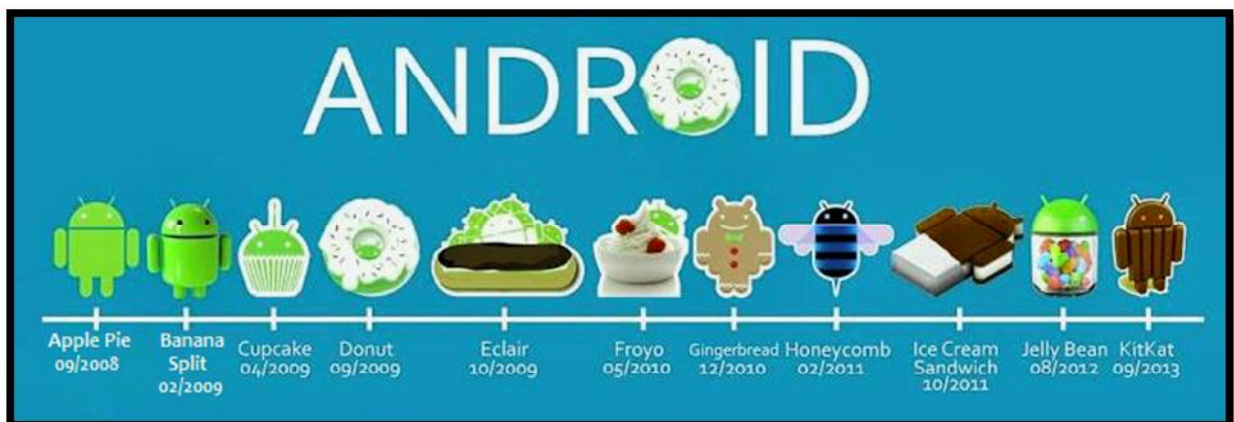 ANDROID
Apple Pie
09/2008
Banana
Split
02/2009
Cupcake
04/2009
Donut
09/2009
Eclair
10/2009
Froyo
05/2010
Gingerbread
12/2010
Honeycomb
02/2011
Ice Cream
Sandwich
10/2011
Jelly Bean
08/2012
KitKat
09/2013